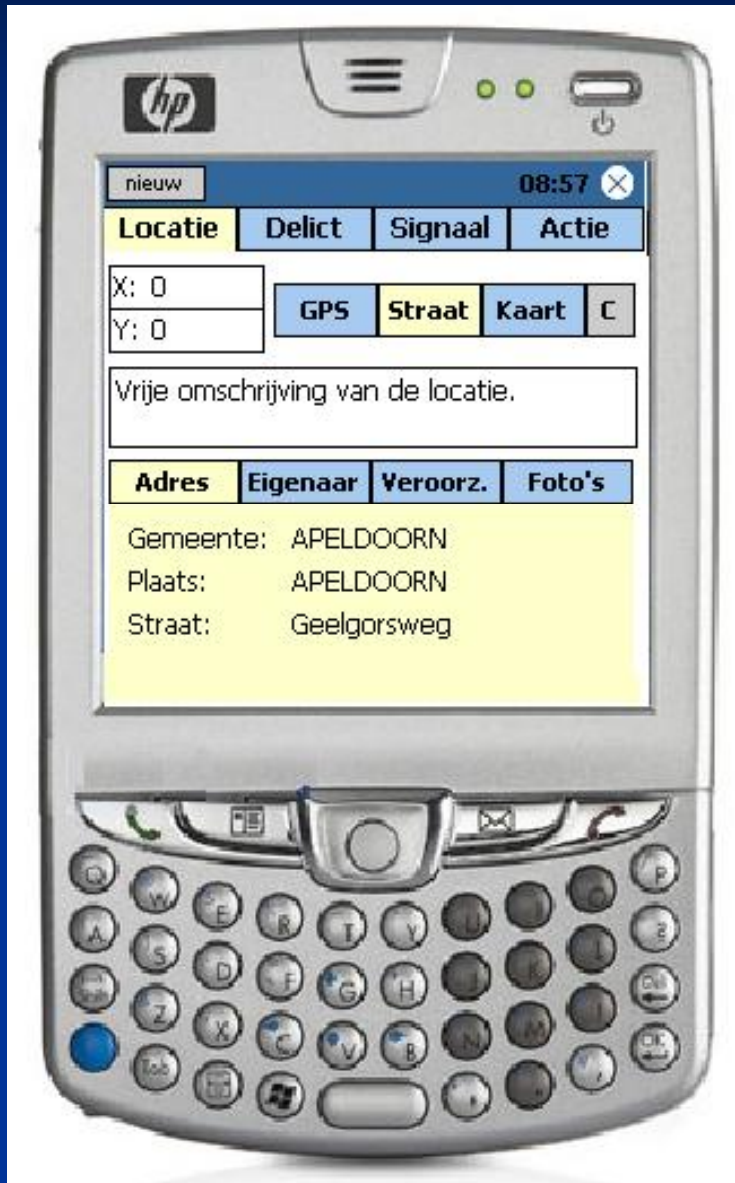 hp
nieuw 08:57
Locatie Delict Signaal Actie
X: 0
Y: 0
GPS Straat Kaart C
Vrije omschrijving van de locatie.
Adres Eigenaar Veroorz. Foto's
Gemeente: APELDOORN
Plaats: APELDOORN
Straat: Geelgorsweg
Q W E R T Y U I O P
A S D F G H J K L
Z X C V B N M
Tab